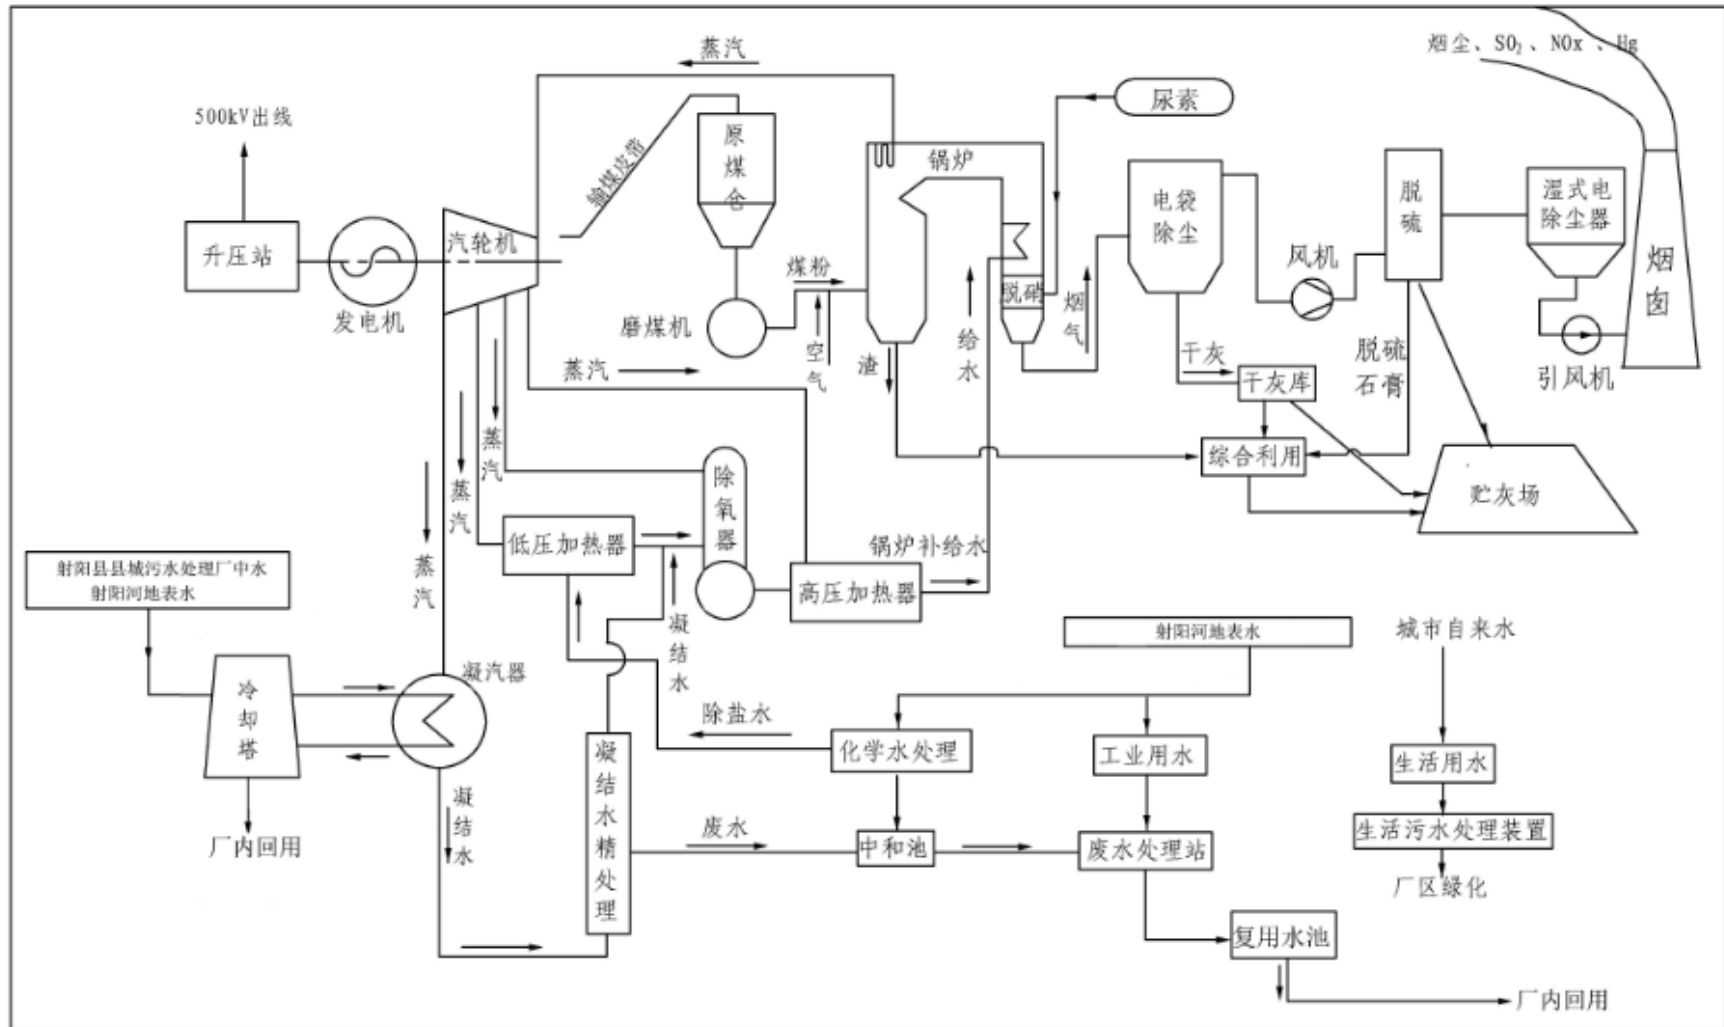 烟尘、SO₂、NOx、Hg
蒸汽
尿素
500kV出线
原煤仓
输煤皮带
锅炉
电袋
除尘
脱硫
湿式电
除尘器
汽轮机
升压站
发电机
煤粉
风机
烟囱
脱硝
烟气
磨煤机
空气
给水
渣
蒸汽
干灰
干灰库
脱硫
石膏
引风机
蒸汽
蒸汽
蒸汽
除氧器
综合利用
贮灰场
低压加热器
锅炉补给水
高压加热器
射阳县县城污水处理厂中水
射阳河地表水
凝结水
射阳河地表水
城市自来水
凝汽器
冷却塔
除盐水
化学水处理
工业用水
生活用水
凝结水
凝结水精处理
废水
中和池
废水处理站
生活污水处理装置
厂内回用
厂区绿化
复用水池
厂内回用